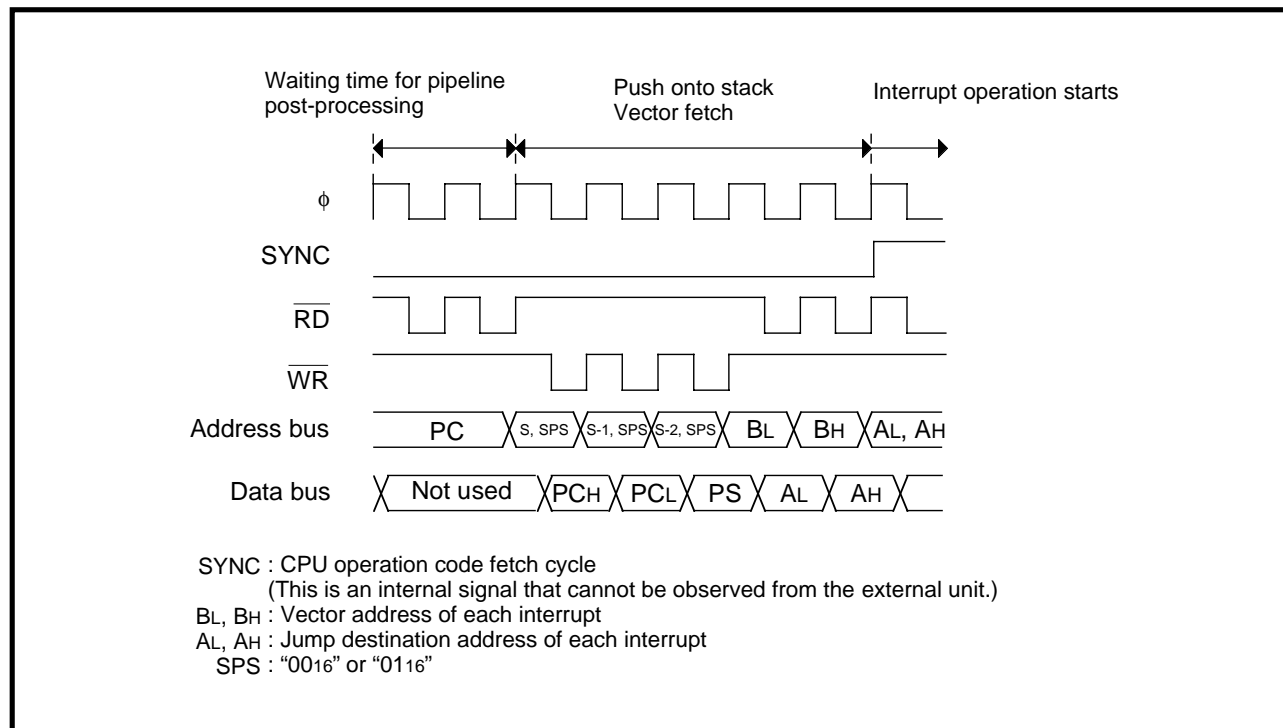 Waiting time for pipeline
post-processing
Push onto stack
Vector fetch
Interrupt operation starts
φ
SYNC
RD
WR
Address bus
PC
S, SPS
S-1, SPS
S-2, SPS
BL
BH
AL, AH
Data bus
Not used
PCH
PCL
PS
AL
AH
SYNC : CPU operation code fetch cycle
(This is an internal signal that cannot be observed from the external unit.)
BL, BH : Vector address of each interrupt
AL, AH : Jump destination address of each interrupt
SPS : “0016” or “0116”